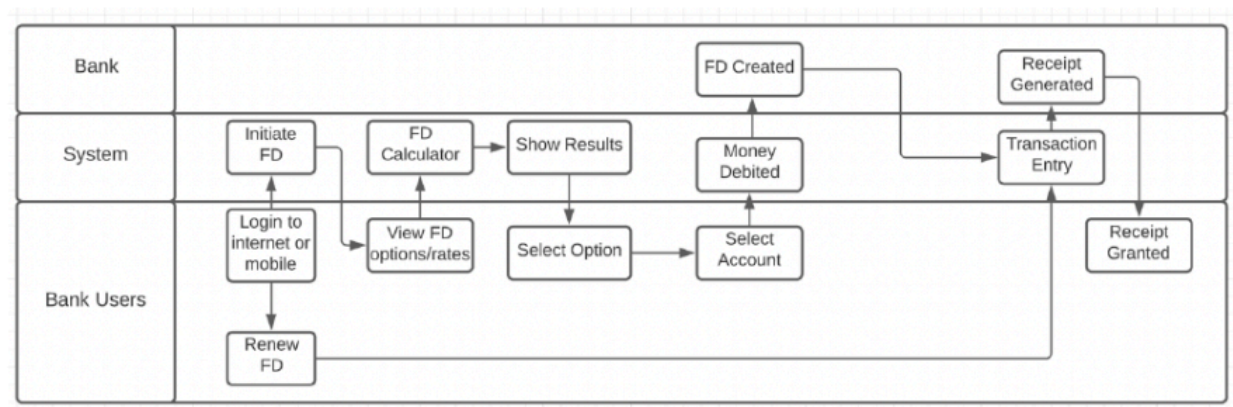 Bank
FD Created
Receipt
Generated
System
Initiate
FD
FD
Calculator
Show Results
Money
Debited
Transaction
Entry
Bank Users
Login to
internet or
mobile
View FD
options/rates
Select Option
Select
Account
Receipt
Granted
Renew
FD